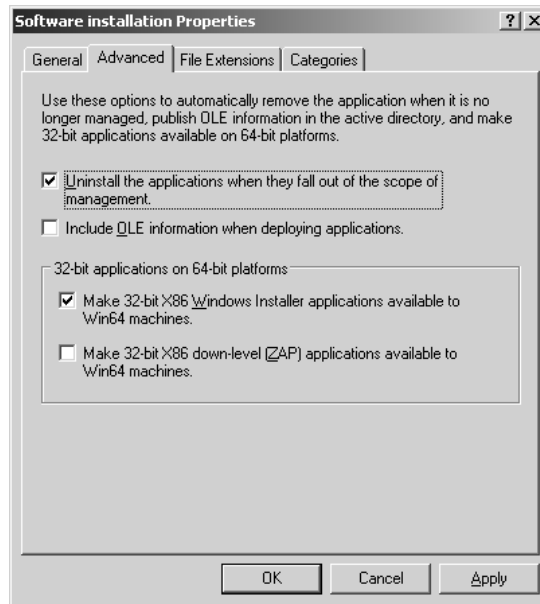 Software installation Properties
General Advanced File Extensions Categories
Use these options to automatically remove the application when it is no
longer managed, publish OLE information in the active directory, and make
32-bit applications available on 64-bit platforms.
Uninstall the applications when they fall out of the scope of
management.
Include OLE information when deploying applications.
32-bit applications on 64-bit platforms
Make 32-bit X86 Windows Installer applications available to
Win64 machines.
Make 32-bit X86 down-level (ZAP) applications available to
Win64 machines.
OK Cancel Apply